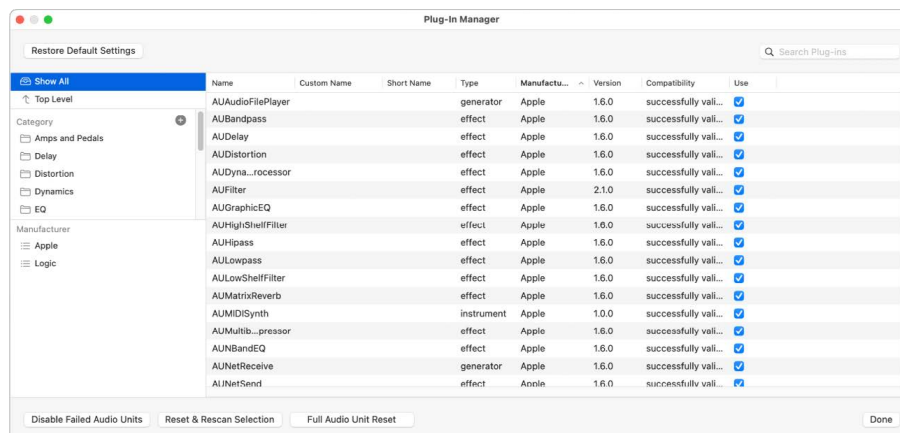 Plug-In Manager
Restore Default Settings
Search Plug-ins
Show All
Top Level
Category
Amps and Pedals
Delay
Distortion
Dynamics
EQ
Manufacturer
Apple
Logic
Name Custom Name Short Name Type Manufactu... Version Compatibility Use
AUAudioFilePlayer generator Apple 1.6.0 successfully vali...
AUBandpass effect Apple 1.6.0 successfully vali...
AUDelay effect Apple 1.6.0 successfully vali...
AUDistortion effect Apple 1.6.0 successfully vali...
AUDyna...rocessor effect Apple 1.6.0 successfully vali...
AUFilter effect Apple 2.1.0 successfully vali...
AUGraphicEQ effect Apple 1.6.0 successfully vali...
AUHighShelfFilter effect Apple 1.6.0 successfully vali...
AUHipass effect Apple 1.6.0 successfully vali...
AULowpass effect Apple 1.6.0 successfully vali...
AULowShelfFilter effect Apple 1.6.0 successfully vali...
AUMatrixReverb effect Apple 1.6.0 successfully vali...
AUMIDISynth instrument Apple 1.0.0 successfully vali...
AUMultib...pressor effect Apple 1.6.0 successfully vali...
AUNBandEQ effect Apple 1.6.0 successfully vali...
AUNetReceive generator Apple 1.6.0 successfully vali...
AUNetSend effect Apple 1.6.0 successfully vali...
Disable Failed Audio Units Reset & Rescan Selection Full Audio Unit Reset Done